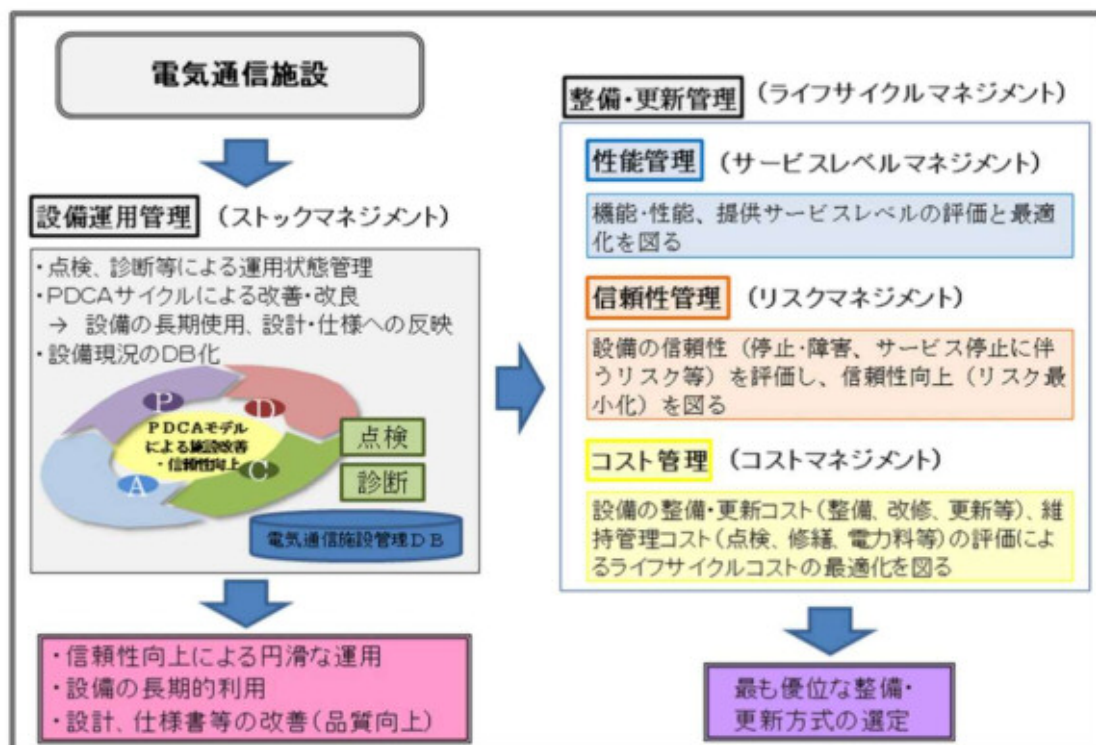 電気通信施設
設備運用管理 (ストックマネジメント)
・点検、診断等による運用状態管理
・PDCAサイクルによる改善・改良
→ 設備の長期使用、設計・仕様への反映
・設備現況のDB化
P
D
C
A
PDCAモデル
による施設改善
・信頼性向上
点検
診断
電気通信施設管理DB
・信頼性向上による円滑な運用
・設備の長期的利用
・設計、仕様書等の改善(品質向上)
整備・更新管理 (ライフサイクルマネジメント)
性能管理 (サービスレベルマネジメント)
機能・性能、提供サービスレベルの評価と最適
化を図る
信頼性管理 (リスクマネジメント)
設備の信頼性(停止・障害、サービス停止に伴
うリスク等)を評価し、信頼性向上(リスク最
小化)を図る
コスト管理 (コストマネジメント)
設備の整備・更新コスト(整備、改修、更新等)、維
持管理コスト(点検、修繕、電力料等)の評価によ
るライフサイクルコストの最適化を図る
最も優位な整備・
更新方式の選定